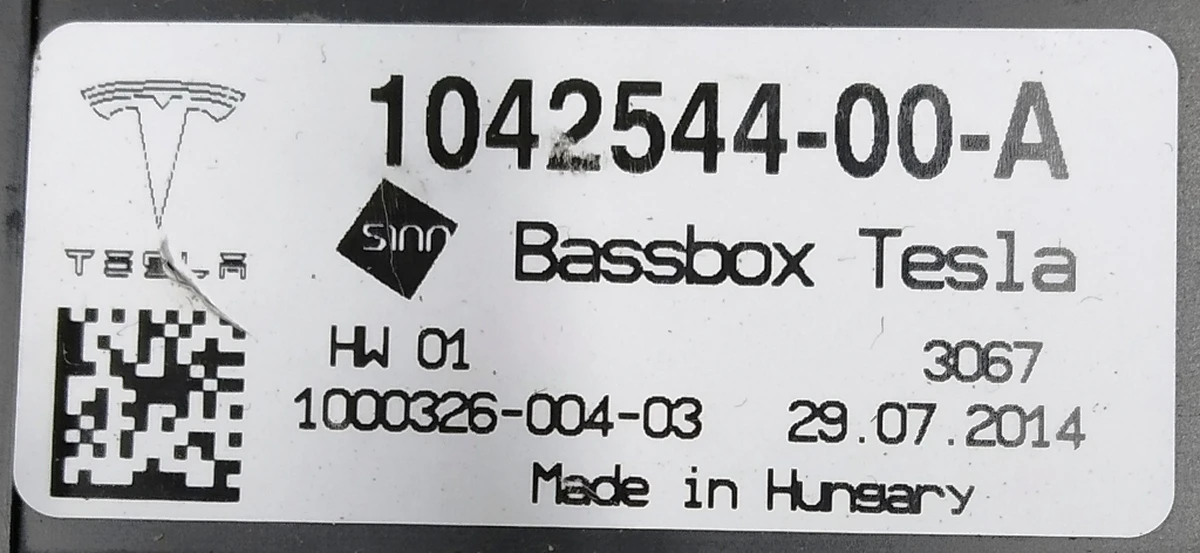 1042544-00-A
TESLA
sinn Bassbox Tesla
HW 01 3067
1000326-004-03 29.07.2014
Made in Hungary